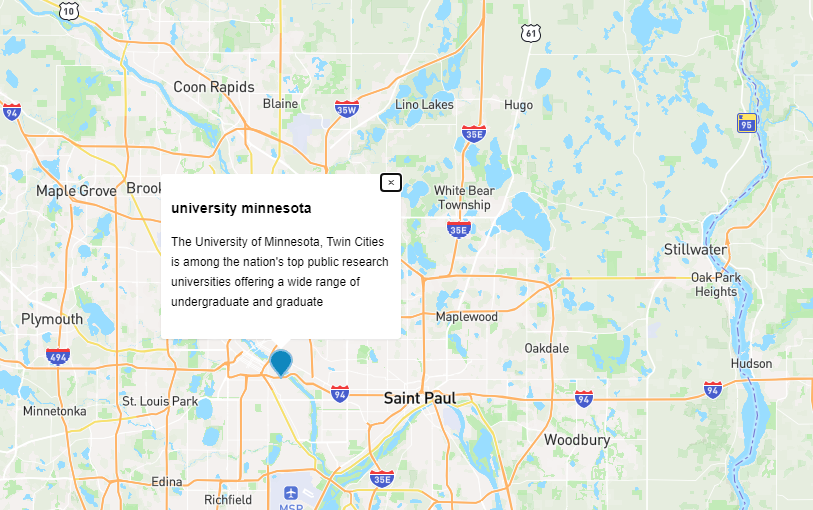 10
61
Coon Rapids
Blaine
Lino Lakes
Hugo
94
35W
95
35E
Maple Grove
Brook
×
White Bear
Township
university minnesota
35E
The University of Minnesota, Twin Cities
is among the nation's top public research
universities offering a wide range of
undergraduate and graduate
Stillwater
Oak Park
Heights
Plymouth
Maplewood
Oakdale
494
Hudson
94
94
94
Saint Paul
St. Louis Park
Minnetonka
Woodbury
Edina
35E
Richfield
MSP